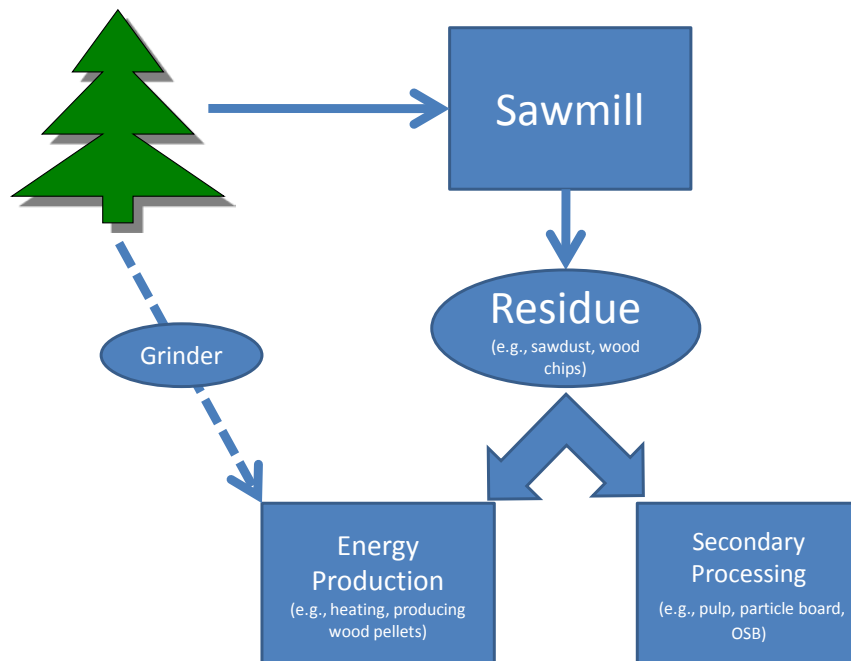 Sawmill
Residue
(e.g., sawdust, wood
chips)
Grinder
Energy
Production
(e.g., heating, producing
wood pellets)
Secondary
Processing
(e.g., pulp, particle board,
OSB)